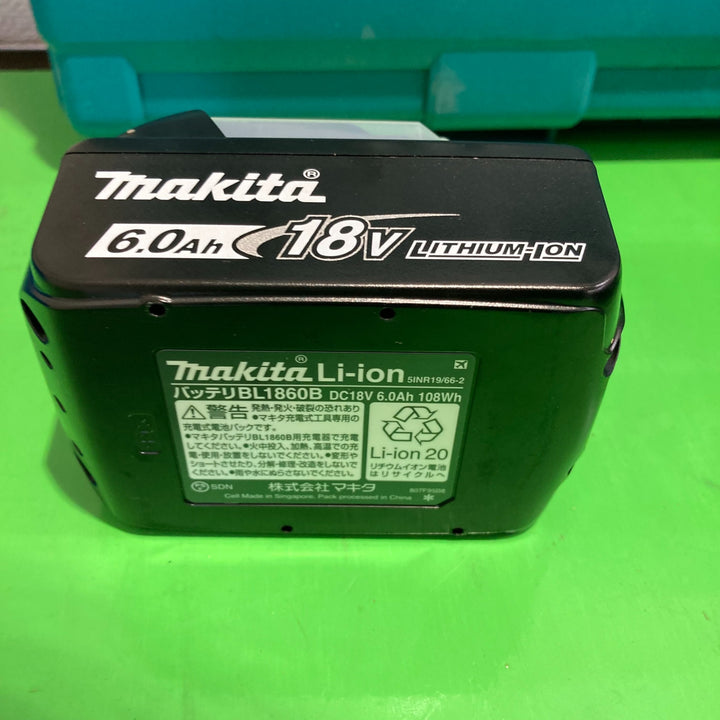 makita®
6.0Ah 18V LITHIUM-ION
makita® Li-ion 5INR19/66-2
バッテリBL1860B DC18V 6.0Ah 108Wh
警告 発熱・発火・破裂の恐れあり
●マキタ充電式工具専用の
充電式電池パックです。
●マキタバッテリBL1860B用充電器で充電
してください。●火中投入、加熱、高温での充
電・使用・放置をしないでください。●変形や
ショートさせたり、分解・修理・改造をしないで
ください。●雨や水にぬらさないでください。
Li-ion 20
リチウムイオン電池
はリサイクルへ
SDN 株式会社マキタ
Cell Made in Singapore. Pack processed in China